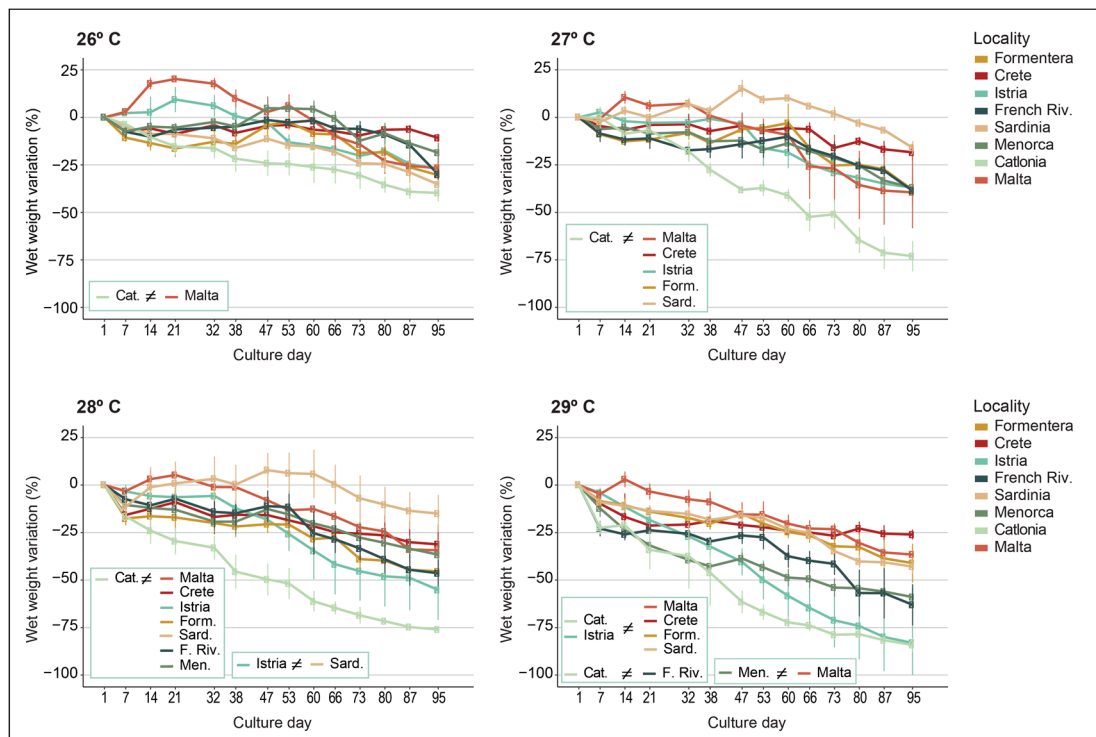 26º C
27º C
Wet weight variation (%)
25
0
−25
−50
−75
−100
Cat. ≠ Malta
1 7 14 21 32 38 47 53 60 66 73 80 87 95
Culture day
Wet weight variation (%)
25
0
−25
−50
−75
−100
Cat. ≠ Malta
Crete
Istria
Form.
Sard.
1 7 14 21 32 38 47 53 60 66 73 80 87 95
Culture day
Locality
Formentera
Crete
Istria
French Riv.
Sardinia
Menorca
Catlonia
Malta
28º C
29º C
Wet weight variation (%)
25
0
−25
−50
−75
−100
Cat. ≠ Malta
Crete
Istria
Form.
Sard.
F. Riv.
Men.
Istria ≠ Sard.
1 7 14 21 32 38 47 53 60 66 73 80 87 95
Culture day
Wet weight variation (%)
25
0
−25
−50
−75
−100
Cat.
Istria
≠
Malta
Crete
Form.
Sard.
Cat. ≠ F. Riv.
Men. ≠ Malta
1 7 14 21 32 38 47 53 60 66 73 80 87 95
Culture day
Locality
Formentera
Crete
Istria
French Riv.
Sardinia
Menorca
Catlonia
Malta